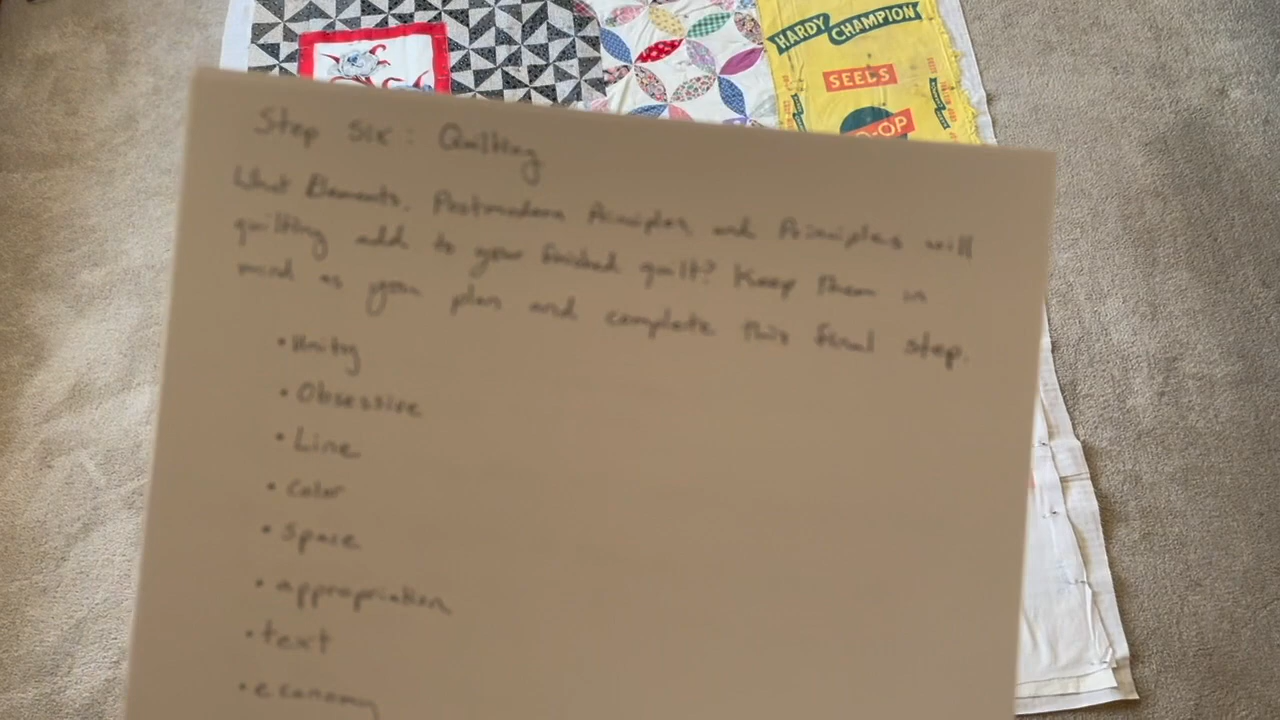 HARDY CHAMPION
SEEDS
CO-OP
Step Six: Quilting
What Elements, Postmodern Principles, and Principles will
quilting add to your finished quilt? Keep them in
mind as you plan and complete this final step.
• Unity
• Obsessive
• Line
• Color
• Space
• appropriation
• text
• economy